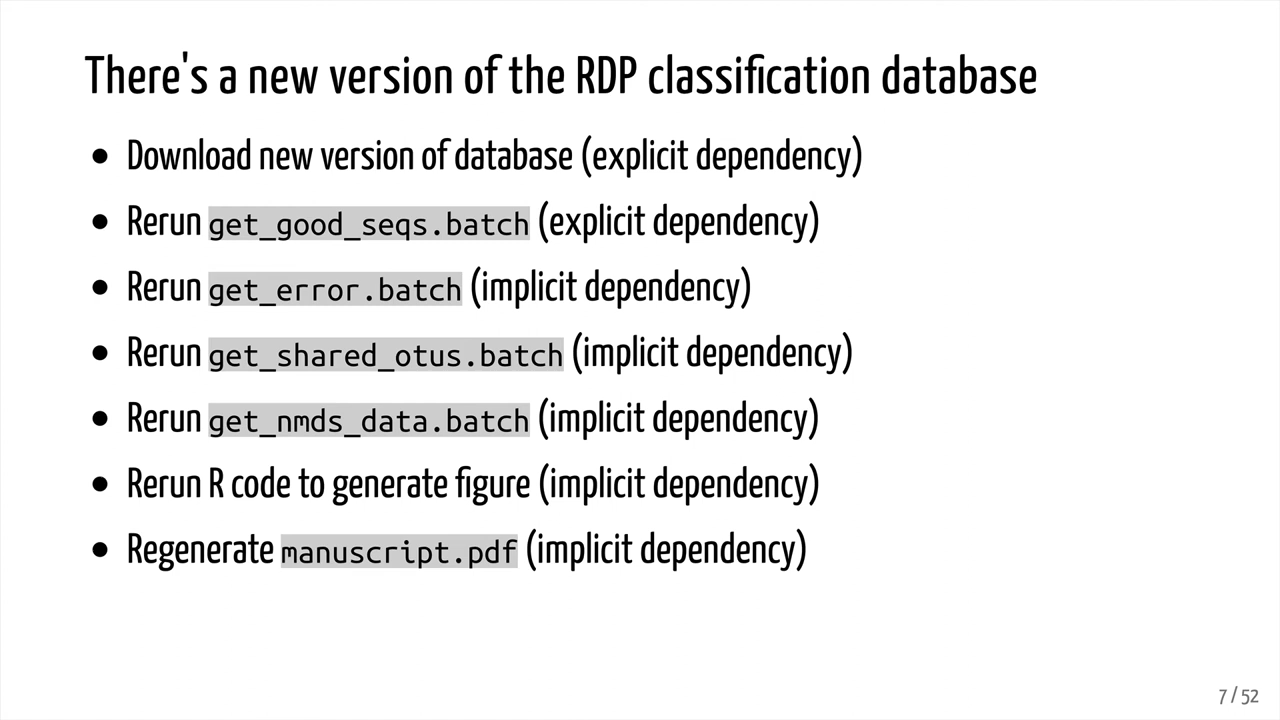 There's a new version of the RDP classification database
• Download new version of database (explicit dependency)
• Rerun get_good_seqs.batch (explicit dependency)
• Rerun get_error.batch (implicit dependency)
• Rerun get_shared_otus.batch (implicit dependency)
• Rerun get_nmds_data.batch (implicit dependency)
• Rerun R code to generate figure (implicit dependency)
• Regenerate manuscript.pdf (implicit dependency)
7 / 52